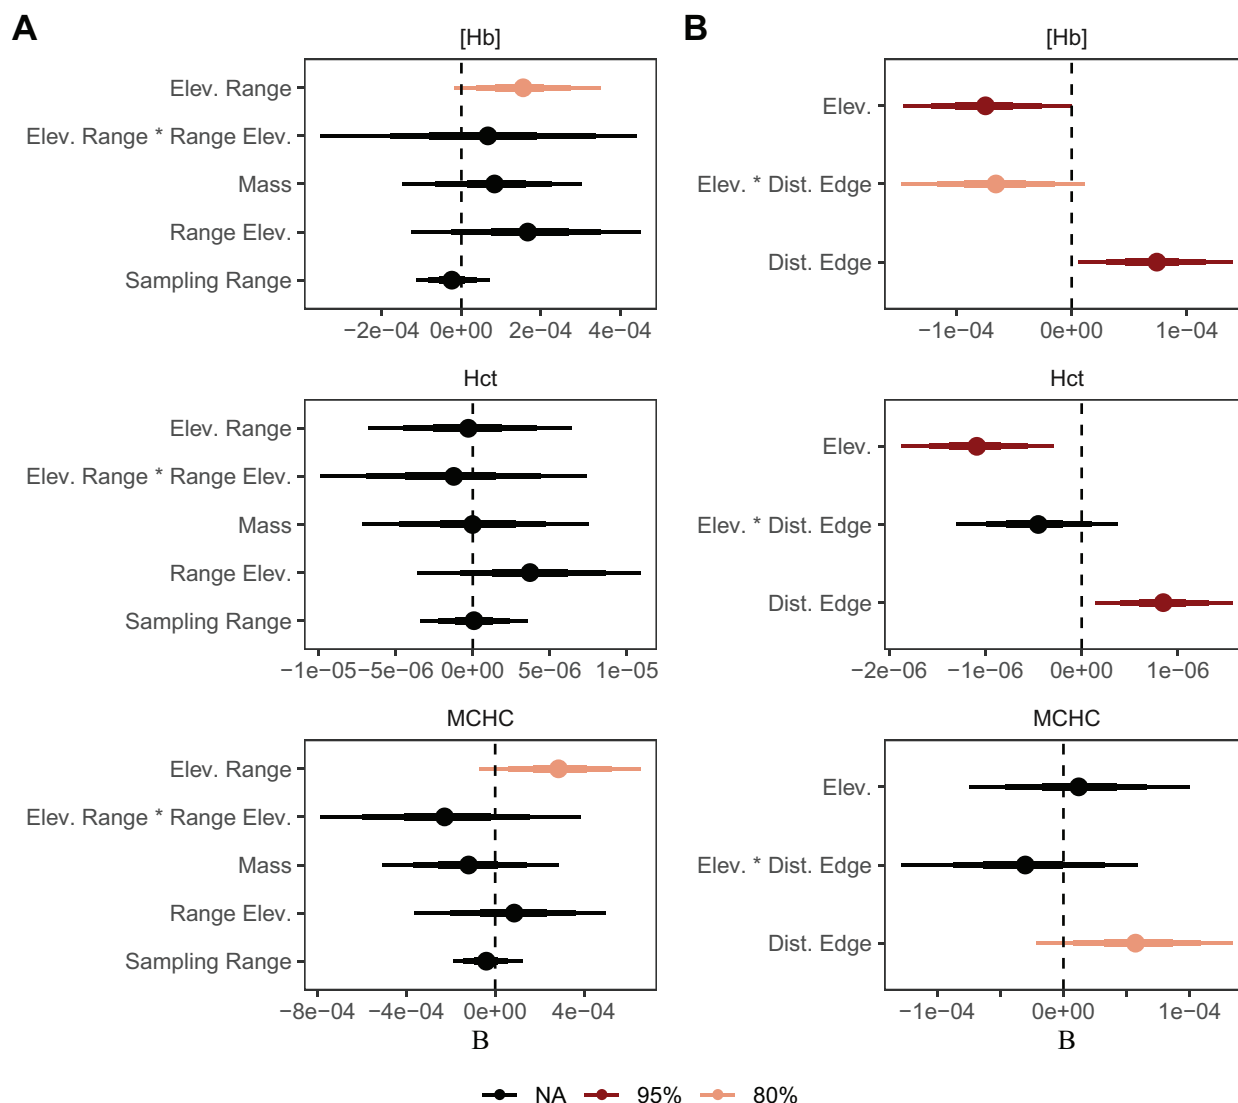 A
B
[Hb]
Elev. Range
Elev. Range * Range Elev.
Mass
Range Elev.
Sampling Range
−2e−04 0e+00 2e−04 4e−04
[Hb]
Elev.
Elev. * Dist. Edge
Dist. Edge
−1e−04 0e+00 1e−04
Hct
Elev. Range
Elev. Range * Range Elev.
Mass
Range Elev.
Sampling Range
−1e−05 −5e−06 0e+00 5e−06 1e−05
Hct
Elev.
Elev. * Dist. Edge
Dist. Edge
−2e−06 −1e−06 0e+00 1e−06
MCHC
Elev. Range
Elev. Range * Range Elev.
Mass
Range Elev.
Sampling Range
−8e−04 −4e−04 0e+00 4e−04
B
MCHC
Elev.
Elev. * Dist. Edge
Dist. Edge
−1e−04 0e+00 1e−04
B
NA 95% 80%